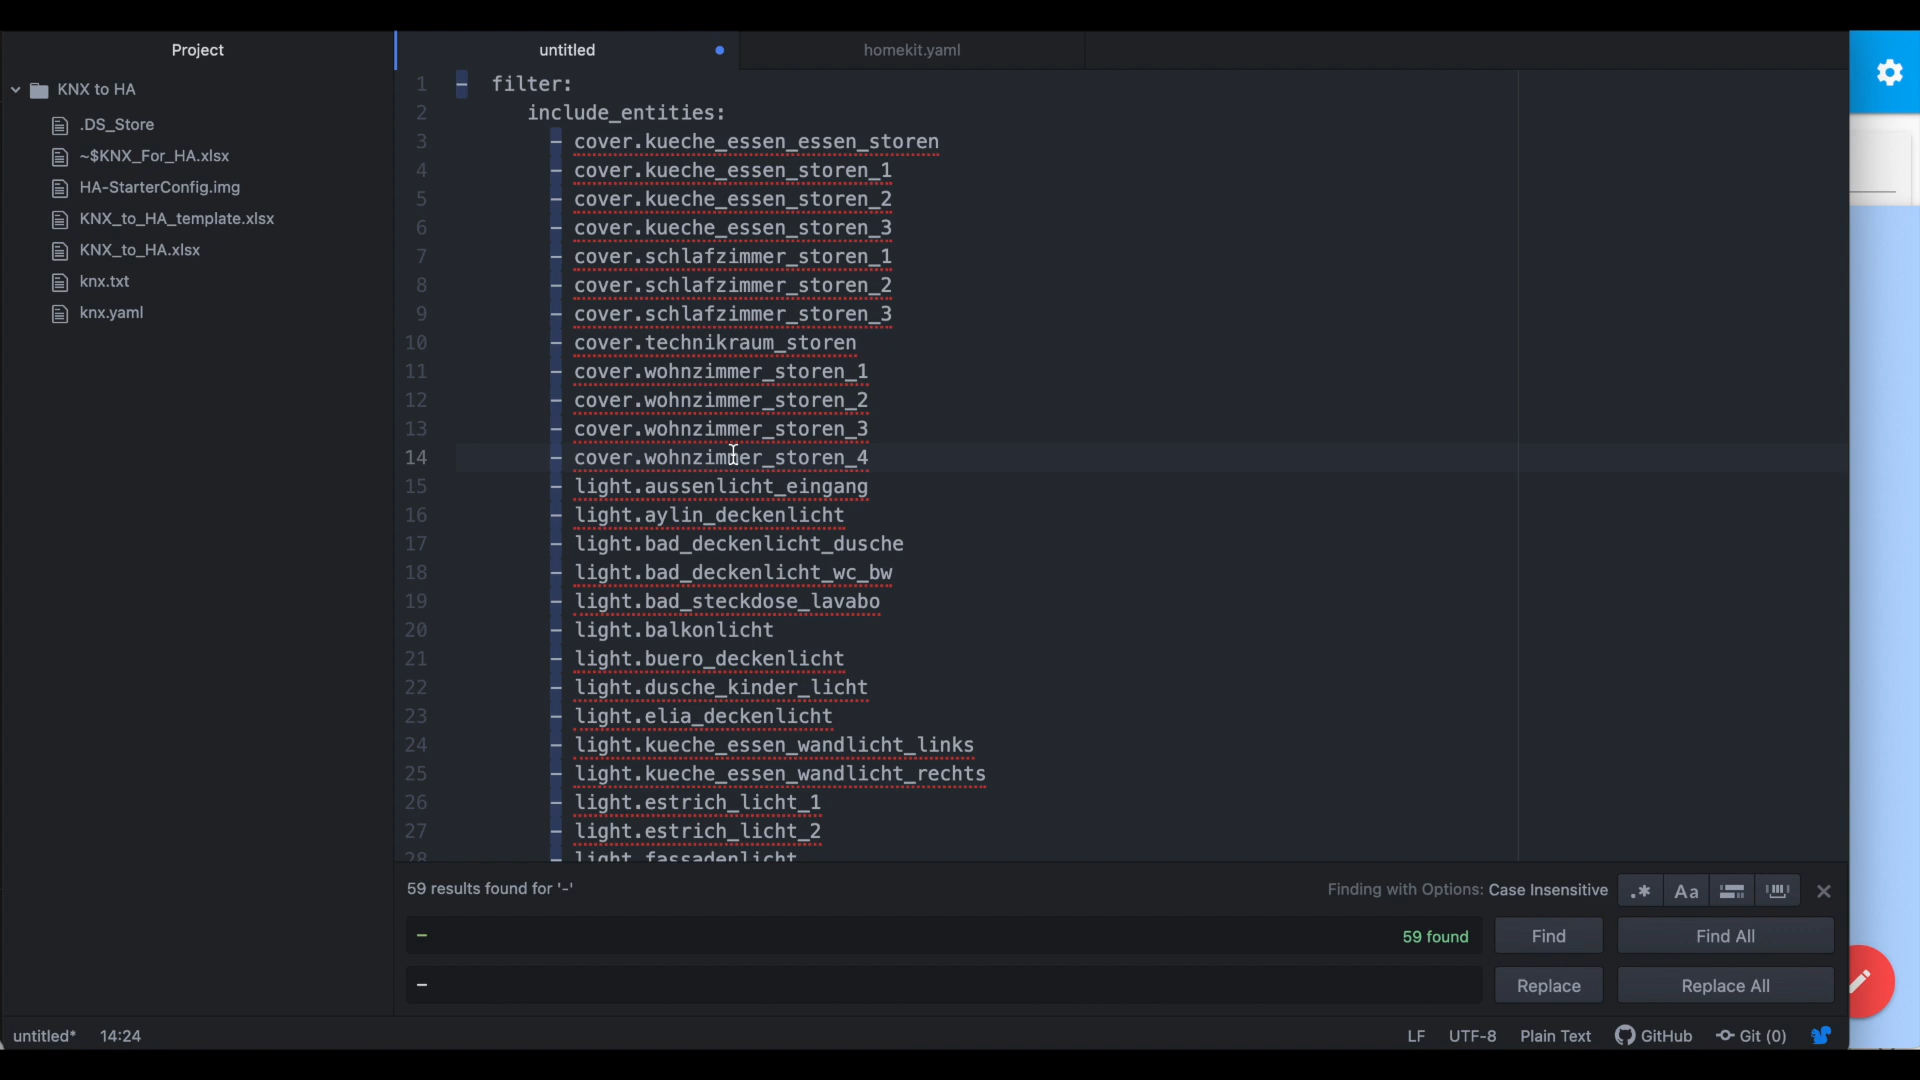 Project
untitled
homekit.yaml
KNX to HA
.DS_Store
~$KNX_For_HA.xlsx
HA-StarterConfig.img
KNX_to_HA_template.xlsx
KNX_to_HA.xlsx
knx.txt
knx.yaml
1 - filter:
2 include_entities:
3 - cover.kueche_essen_essen_storen
4 - cover.kueche_essen_storen_1
5 - cover.kueche_essen_storen_2
6 - cover.kueche_essen_storen_3
7 - cover.schlafzimmer_storen_1
8 - cover.schlafzimmer_storen_2
9 - cover.schlafzimmer_storen_3
10 - cover.technikraum_storen
11 - cover.wohnzimmer_storen_1
12 - cover.wohnzimmer_storen_2
13 - cover.wohnzimmer_storen_3
14 - cover.wohnzimmer_storen_4
15 - light.aussenlicht_eingang
16 - light.aylin_deckenlicht
17 - light.bad_deckenlicht_dusche
18 - light.bad_deckenlicht_wc_bw
19 - light.bad_steckdose_lavabo
20 - light.balkonlicht
21 - light.buero_deckenlicht
22 - light.dusche_kinder_licht
23 - light.elia_deckenlicht
24 - light.kueche_essen_wandlicht_links
25 - light.kueche_essen_wandlicht_rechts
26 - light.estrich_licht_1
27 - light.estrich_licht_2
28 - light.fassadenlicht
59 results found for '-'
Finding with Options: Case Insensitive
.* Aa
-
59 found
Find
Find All
-
Replace
Replace All
untitled* 14:24
LF UTF-8 Plain Text GitHub Git (0)